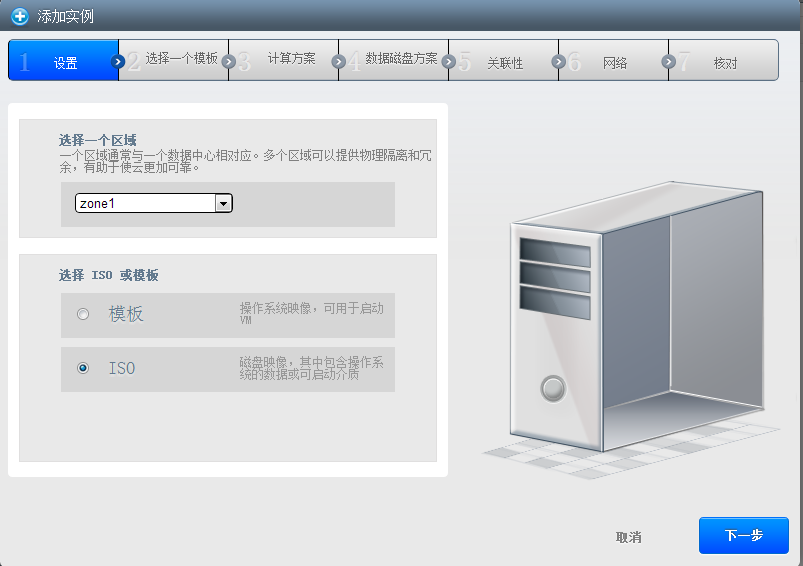 添加实例
1 设置
2 选择一个模板
3 计算方案
4 数据磁盘方案
5 关联性
6 网络
7 核对
选择一个区域
一个区域通常与一个数据中心相对应。多个区域可以提供物理隔离和冗
余，有助于使云更加可靠。
zone1
选择 ISO 或模板
模板
操作系统映像，可用于启动
VM
ISO
磁盘映像，其中包含操作系
统的数据或可启动介质
取消
下一步